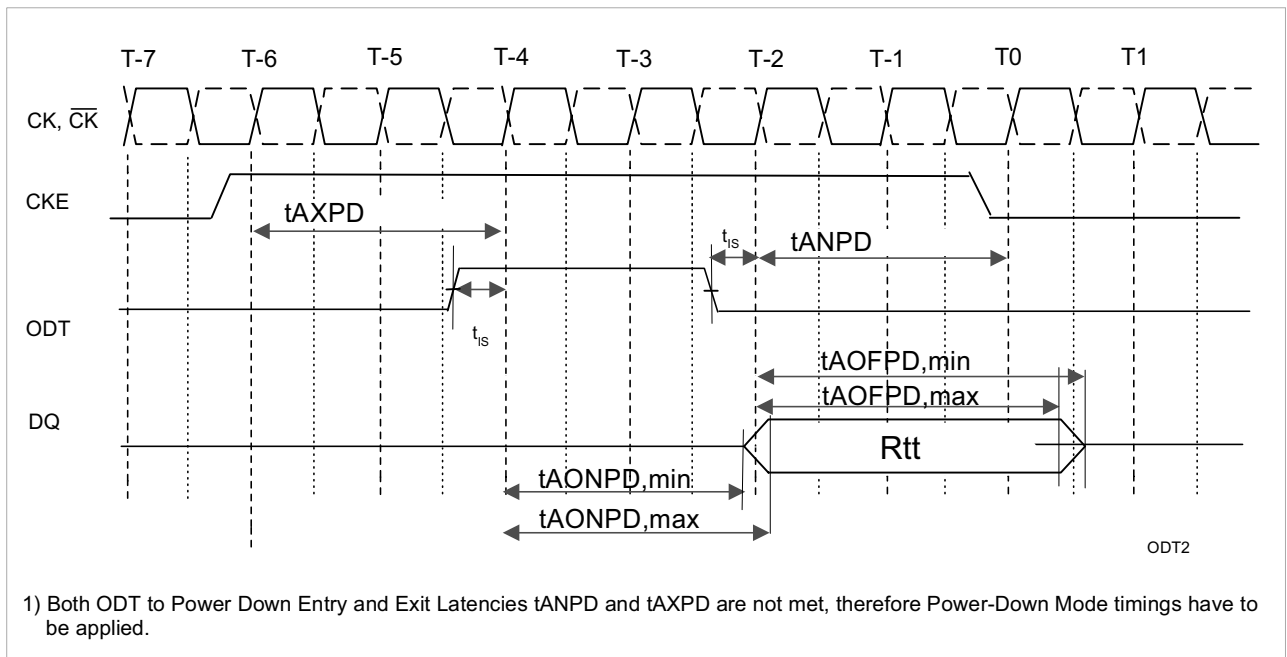 T-7 T-6 T-5 T-4 T-3 T-2 T-1 T0 T1
CK, C̅K̅
CKE
tAXPD
tIS
tANPD
ODT
tIS
tAOFPD,min
tAOFPD,max
DQ
Rtt
tAONPD,min
tAONPD,max
ODT2
1) Both ODT to Power Down Entry and Exit Latencies tANPD and tAXPD are not met, therefore Power-Down Mode timings have to
be applied.